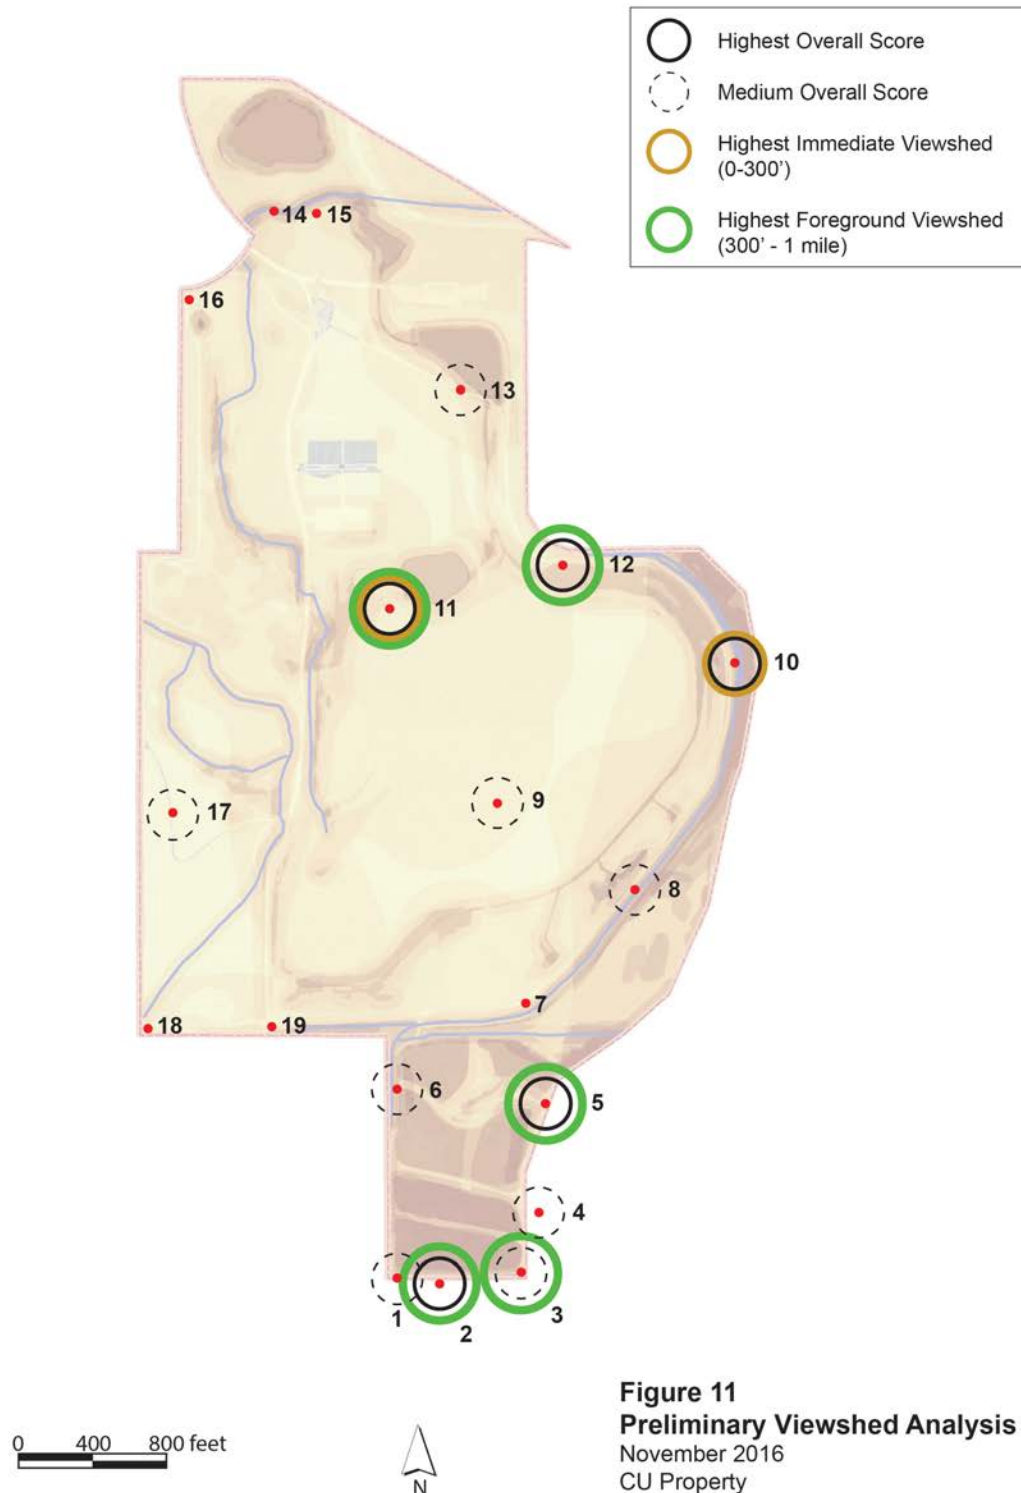 Highest Overall Score
Medium Overall Score
Highest Immediate Viewshed
(0-300')
Highest Foreground Viewshed
(300' - 1 mile)
14
15
16
13
12
11
10
9
17
8
7
18
19
6
5
4
1
2
3
Figure 11
Preliminary Viewshed Analysis
November 2016
CU Property
0 400 800 feet
N